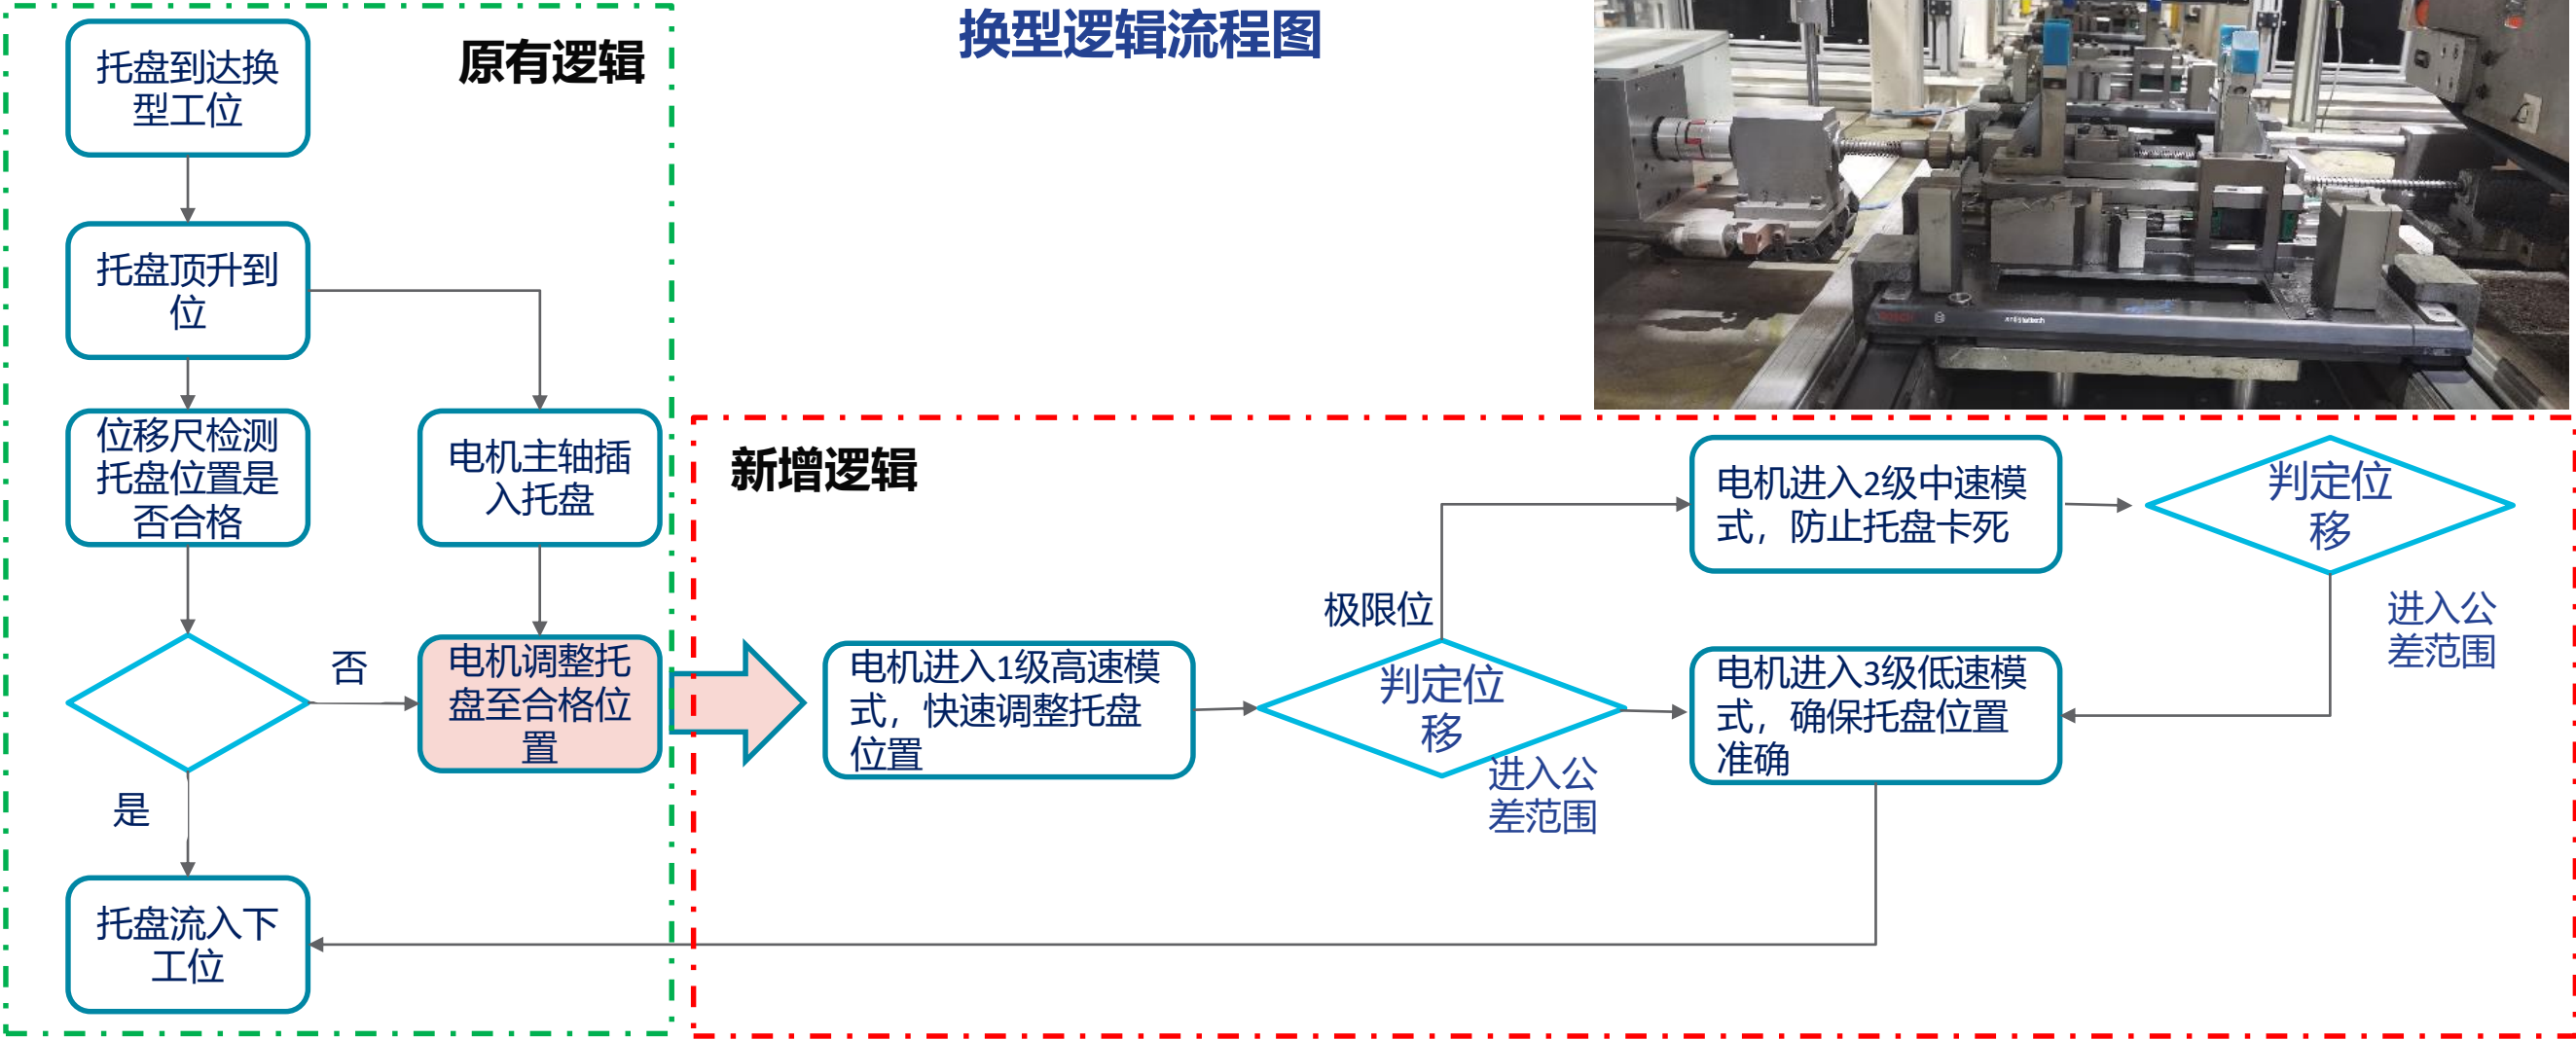 换型逻辑流程图
原有逻辑
托盘到达换
型工位
托盘顶升到
位
位移尺检测
托盘位置是
否合格
电机主轴插
入托盘
否
电机调整托
盘至合格位
置
是
托盘流入下
工位
新增逻辑
电机进入1级高速模
式，快速调整托盘
位置
判定位
移
极限位
进入公
差范围
电机进入2级中速模
式，防止托盘卡死
判定位
移
进入公
差范围
电机进入3级低速模
式，确保托盘位置
准确